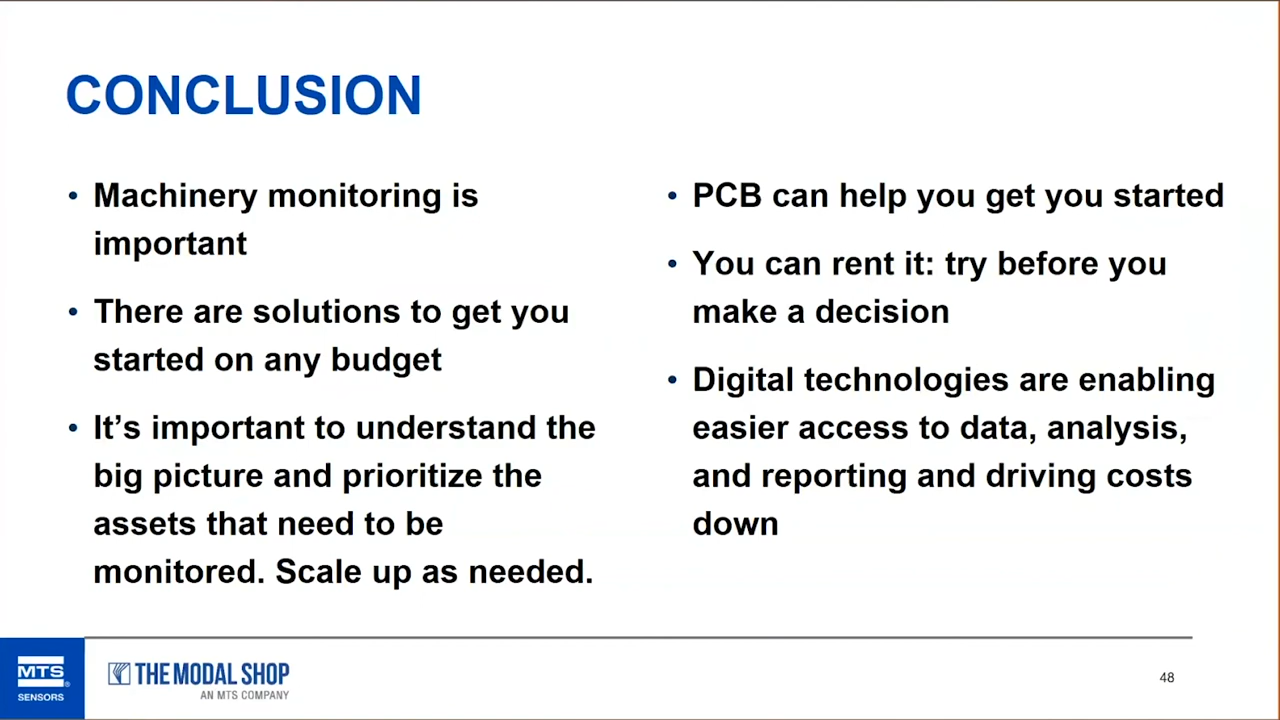 CONCLUSION
• Machinery monitoring is
important
• There are solutions to get you
started on any budget
• It’s important to understand the
big picture and prioritize the
assets that need to be
monitored. Scale up as needed.
• PCB can help you get you started
• You can rent it: try before you
make a decision
• Digital technologies are enabling
easier access to data, analysis,
and reporting and driving costs
down
MTS®
SENSORS
THE MODAL SHOP
AN MTS COMPANY
48